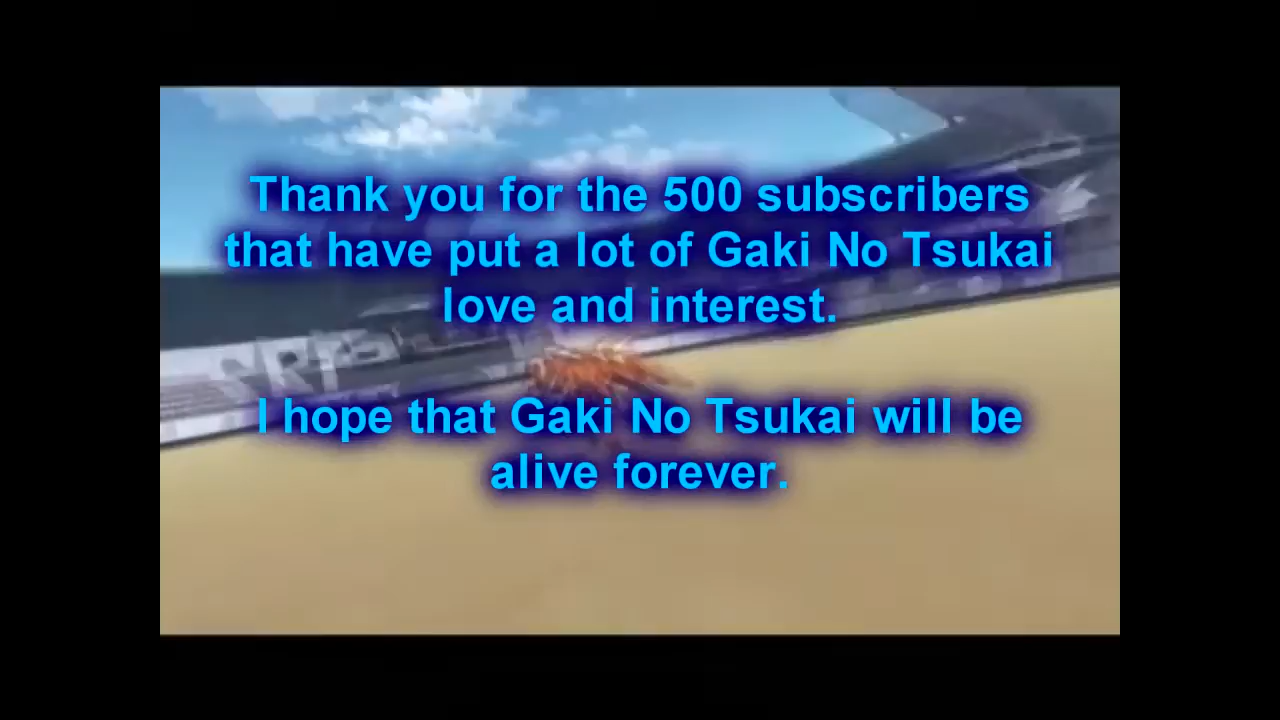 Thank you for the 500 subscribers
that have put a lot of Gaki No Tsukai
love and interest.
I hope that Gaki No Tsukai will be
alive forever.